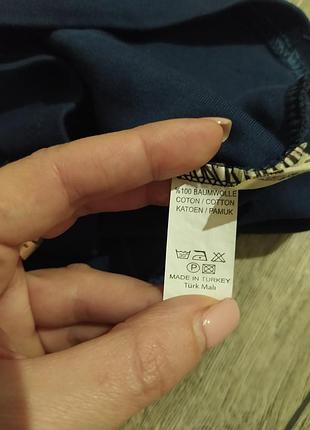 %100 BAUMWOLLE
COTON / COTTON
KATOEN / PAMUK
P
MADE IN TURKEY
Türk Malı